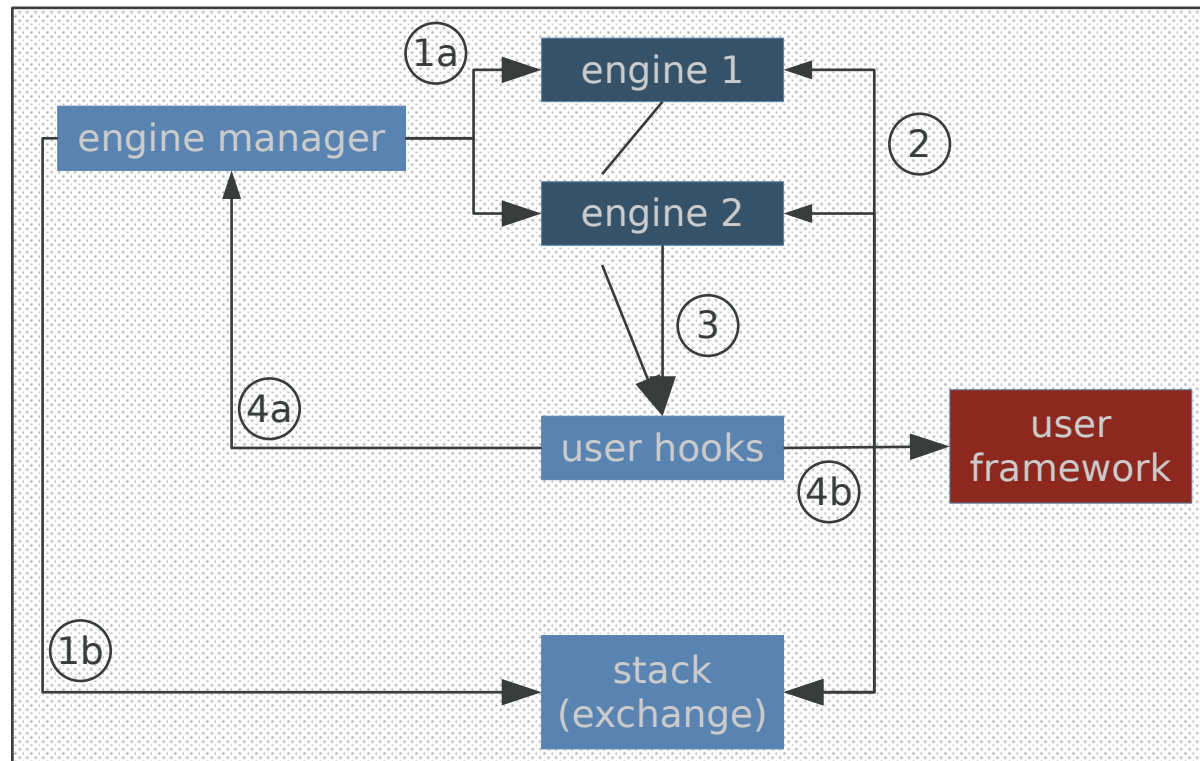 1a
engine 1
engine manager
2
engine 2
3
4a
user
framework
user hooks
4b
1b
stack
(exchange)